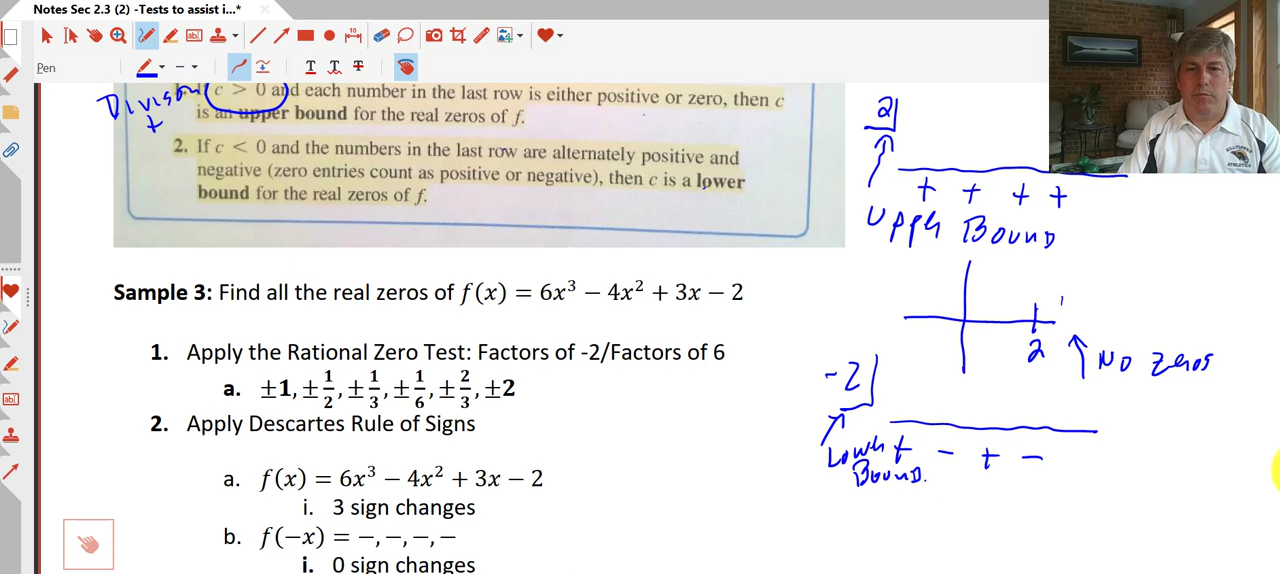 Notes Sec 2.3 (2) -Tests to assist i...*
Pen
Divison
+
c > 0 and each number in the last row is either positive or zero, then c
is an upper bound for the real zeros of f.
2. If c < 0 and the numbers in the last row are alternately positive and
negative (zero entries count as positive or negative), then c is a lower
bound for the real zeros of f.
2
+ + + +
Upper Bound
2
No Zeros
-2
+ - + -
Lower
Bound.
Sample 3: Find all the real zeros of f(x) = 6x³ − 4x² + 3x − 2
1. Apply the Rational Zero Test: Factors of -2/Factors of 6
a. ±1, ±1/2, ±1/3, ±1/6, ±2/3, ±2
2. Apply Descartes Rule of Signs
a. f(x) = 6x³ − 4x² + 3x − 2
i. 3 sign changes
b. f(−x) = −, −, −, −
i. 0 sign changes